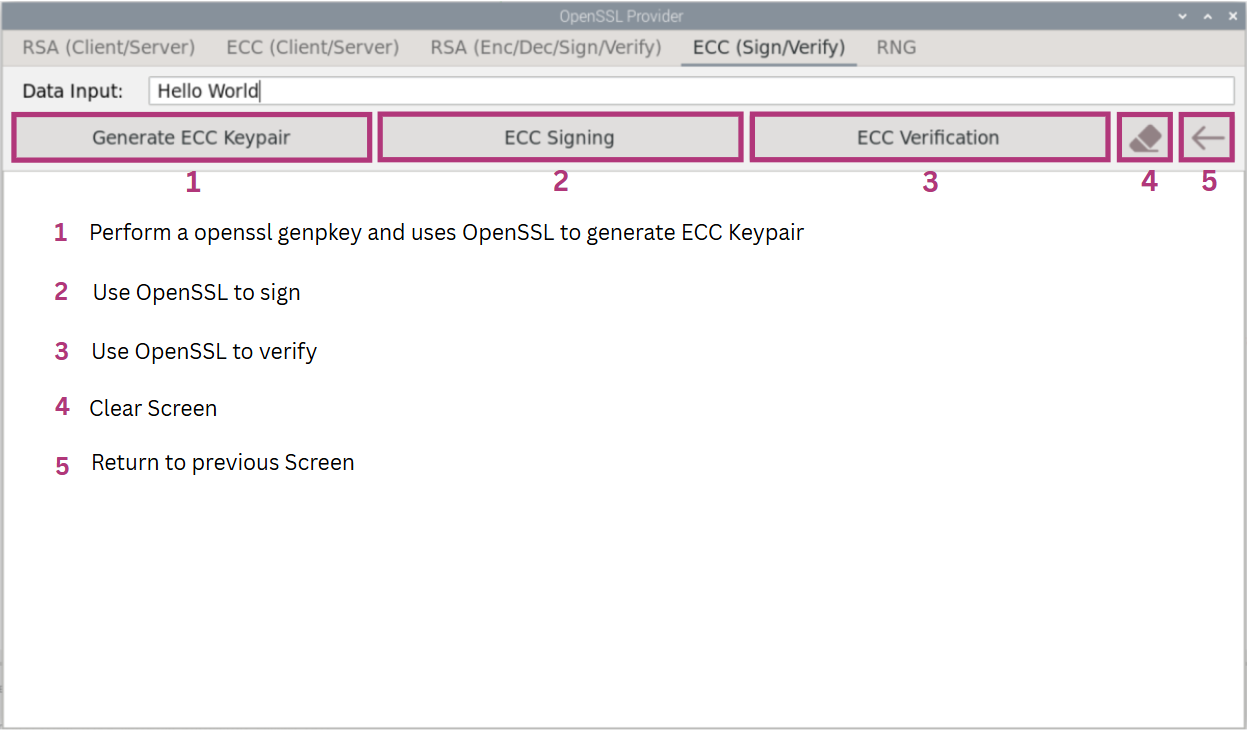 OpenSSL Provider
RSA (Client/Server) ECC (Client/Server) RSA (Enc/Dec/Sign/Verify) ECC (Sign/Verify) RNG
Data Input: Hello World
Generate ECC Keypair ECC Signing ECC Verification
1 2 3 4 5
1 Perform a openssl genpkey and uses OpenSSL to generate ECC Keypair
2 Use OpenSSL to sign
3 Use OpenSSL to verify
4 Clear Screen
5 Return to previous Screen